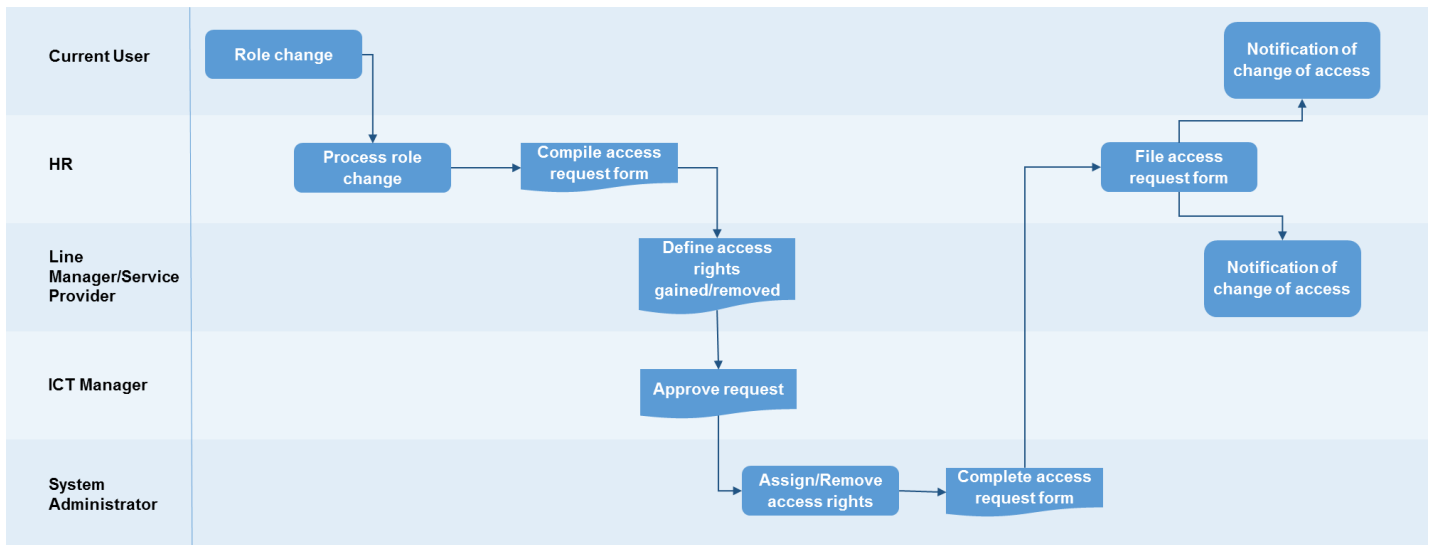 Current User
Role change
Notification of
change of access
HR
Process role
change
Compile access
request form
File access
request form
Line
Manager/Service
Provider
Define access
rights
gained/removed
Notification of
change of access
ICT Manager
Approve request
System
Administrator
Assign/Remove
access rights
Complete access
request form